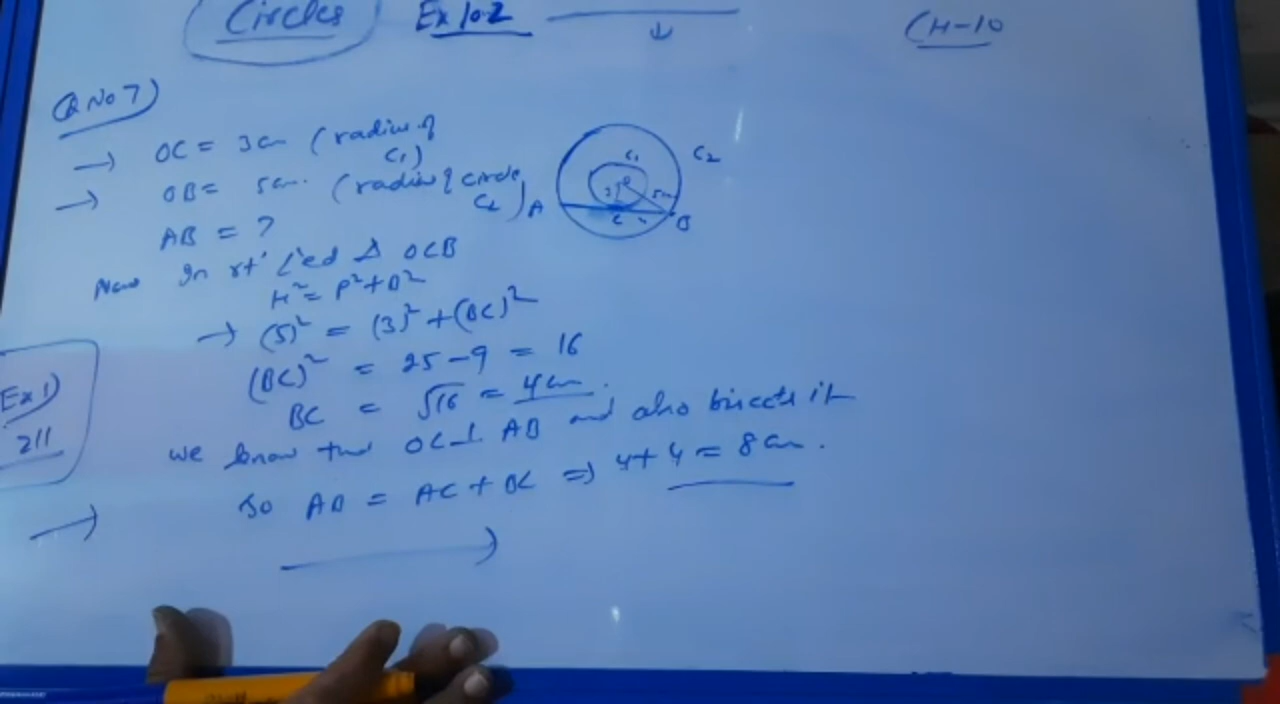 Circles Ex 10.2 CH-10
Q No 7)
→ OC = 3cm (radius of C1)
→ OB = 5cm. (radius of circle C2)
AB = ?
Now In rt' L'ed Δ OCB
H² = P² + B²
→ (5)² = (3)² + (BC)²
(BC)² = 25 - 9 = 16
BC = √16 = 4cm.
we know that OC ⊥ AB and also bisects it
So AB = AC + BC ⇒ 4 + 4 = 8cm.
Ex 1)
211
C1
C2
O
5cm
A
C
B